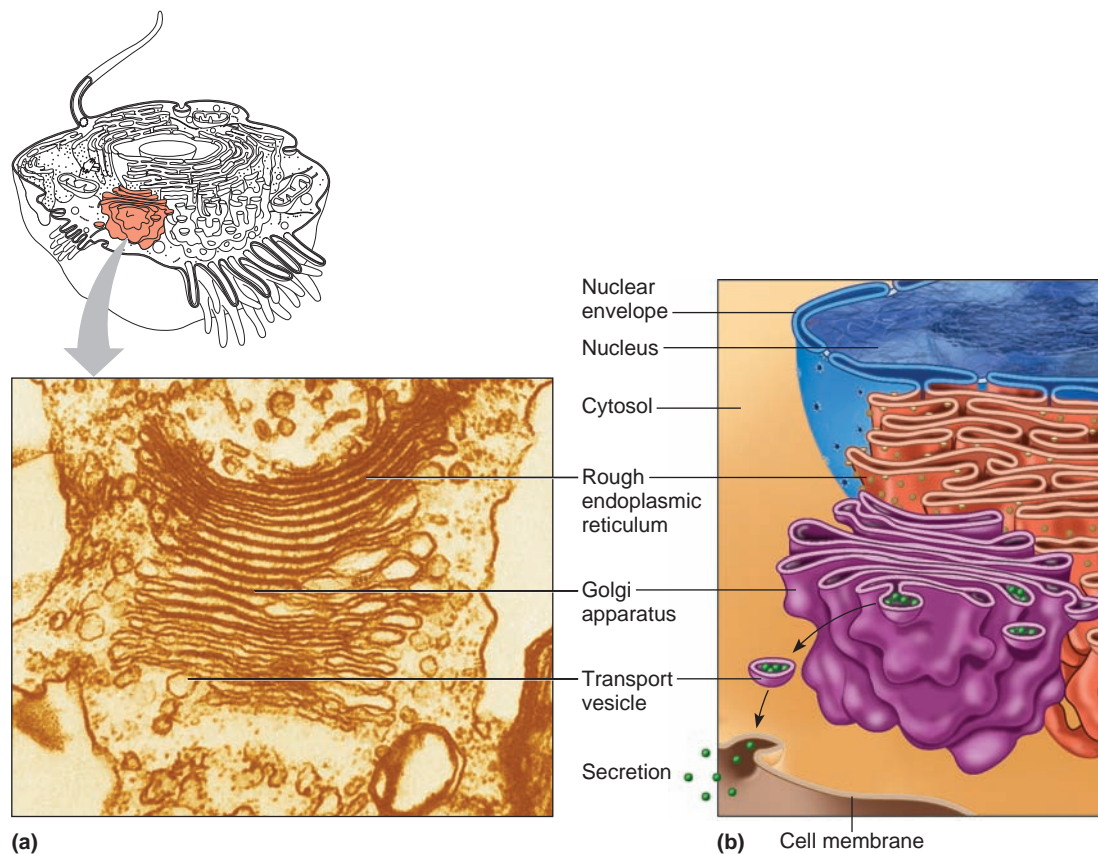 Nuclear
envelope
Nucleus
Cytosol
Rough
endoplasmic
reticulum
Golgi
apparatus
Transport
vesicle
Secretion
(a)
(b)
Cell membrane